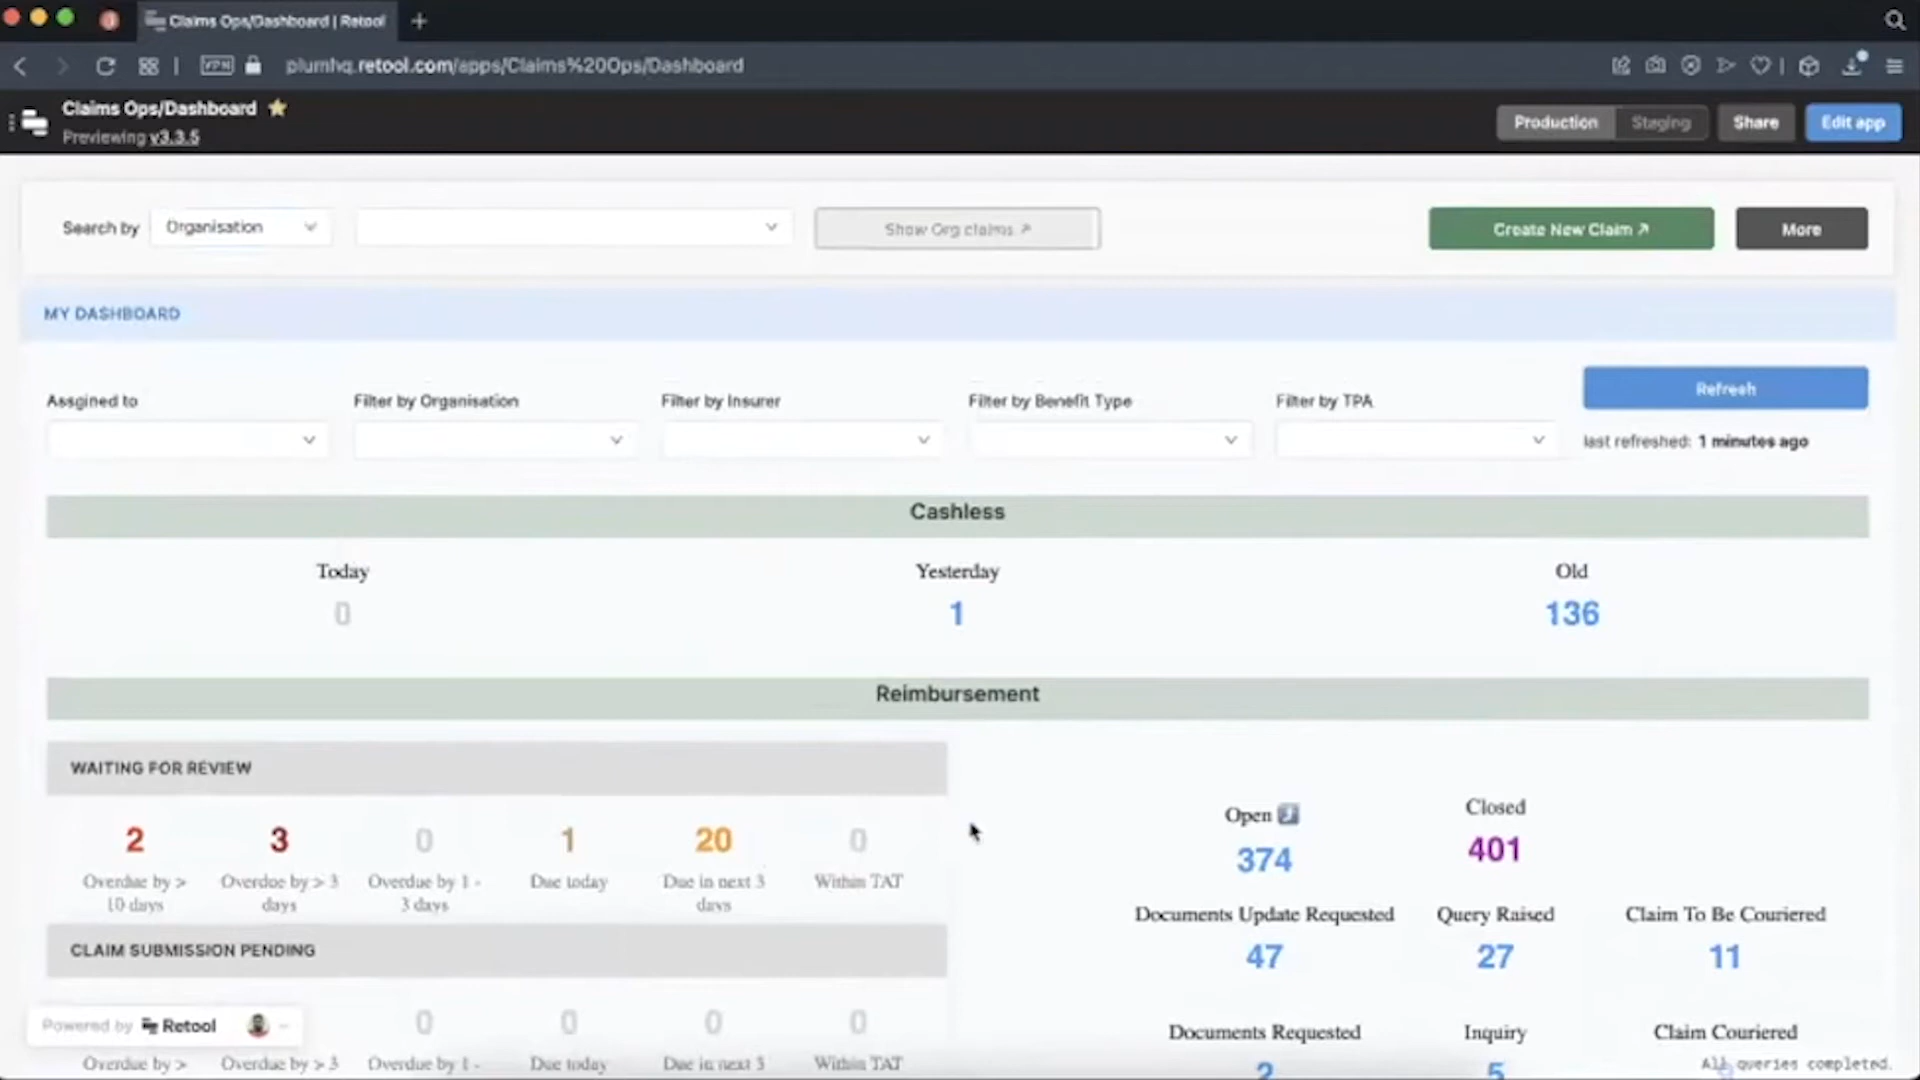 Claims Ops/Dashboard | Retool
VPN
plumhq.retool.com/apps/Claims%20Ops/Dashboard
Claims Ops/Dashboard
Previewing v3.3.5
Production
Staging
Share
Edit app
Search by
Organisation
Show Org claims ↗
Create New Claim ↗
More
MY DASHBOARD
Assgined to
Filter by Organisation
Filter by Insurer
Filter by Benefit Type
Filter by TPA
Refresh
last refreshed: 1 minutes ago
Cashless
Today
Yesterday
Old
0
1
136
Reimbursement
WAITING FOR REVIEW
2
3
0
1
20
0
Overdue by >
10 days
Overdue by > 3
days
Overdue by 1 -
3 days
Due today
Due in next 3
days
Within TAT
Open
Closed
374
401
Documents Update Requested
Query Raised
Claim To Be Couriered
47
27
11
CLAIM SUBMISSION PENDING
0
0
0
0
Overdue by >
Overdue by > 3
Overdue by 1 -
Due today
Due in next 3
Within TAT
Documents Requested
Inquiry
Claim Couriered
2
5
Powered by Retool
All queries completed.